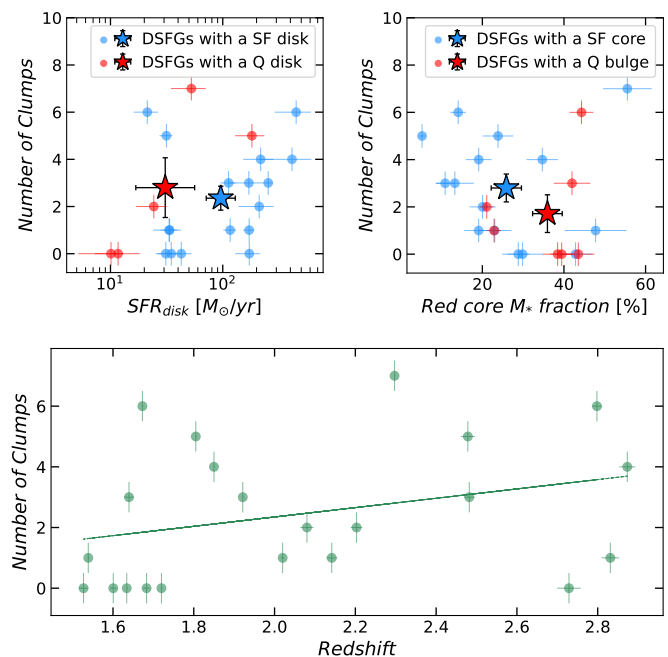 DSFGs with a SF disk
DSFGs with a Q disk
Number of Clumps
8
6
4
2
0
10¹
10²
SFR_disk [M⊙/yr]
DSFGs with a SF core
DSFGs with a Q bulge
Number of Clumps
8
6
4
2
0
20
40
60
Red core M* fraction [%]
Number of Clumps
6
4
2
0
1.6
1.8
2.0
2.2
2.4
2.6
2.8
Redshift